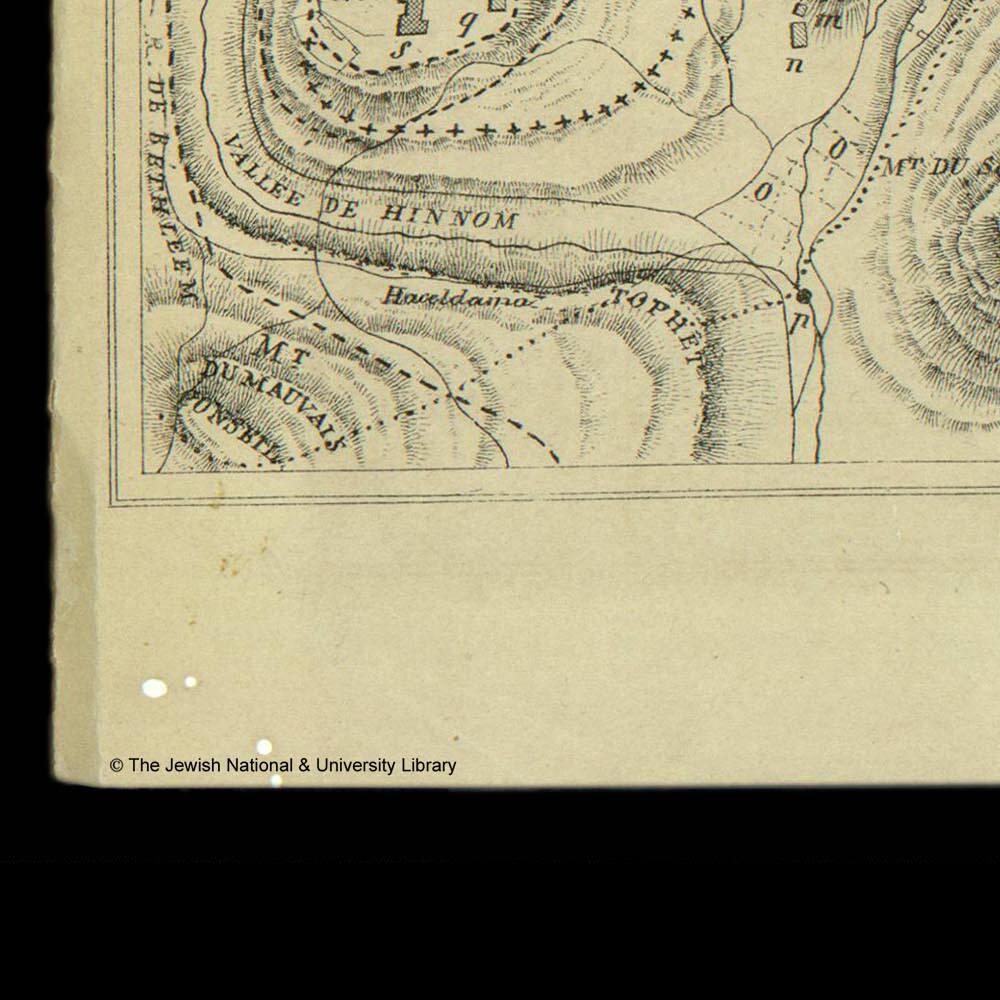 q
s
m
n
R. DE BETHLEEM
VALLÉE DE HINNOM
O
O
MT DU
Haceldama
TOPHET
p
MT
DU MAUVAIS
CONSEIL
© The Jewish National & University Library